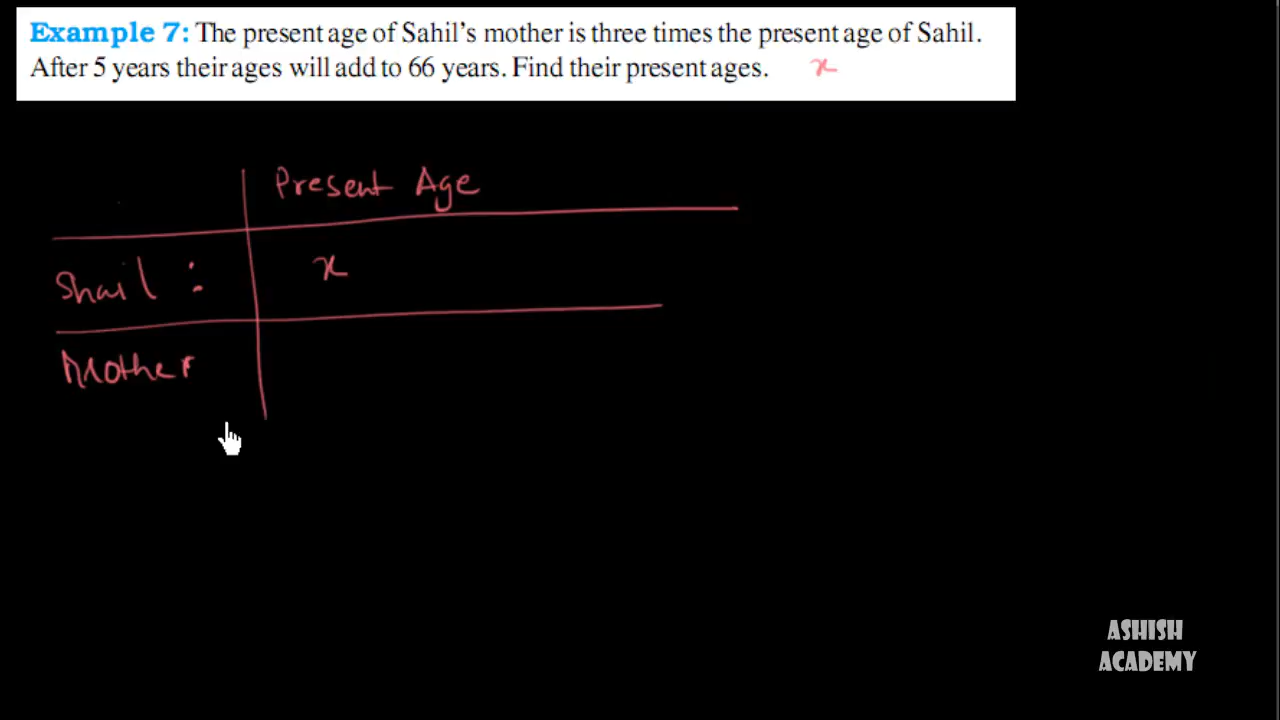 Example 7: The present age of Sahil's mother is three times the present age of Sahil.
After 5 years their ages will add to 66 years. Find their present ages. x
Present Age
Shail : x
Mother
ASHISH
ACADEMY